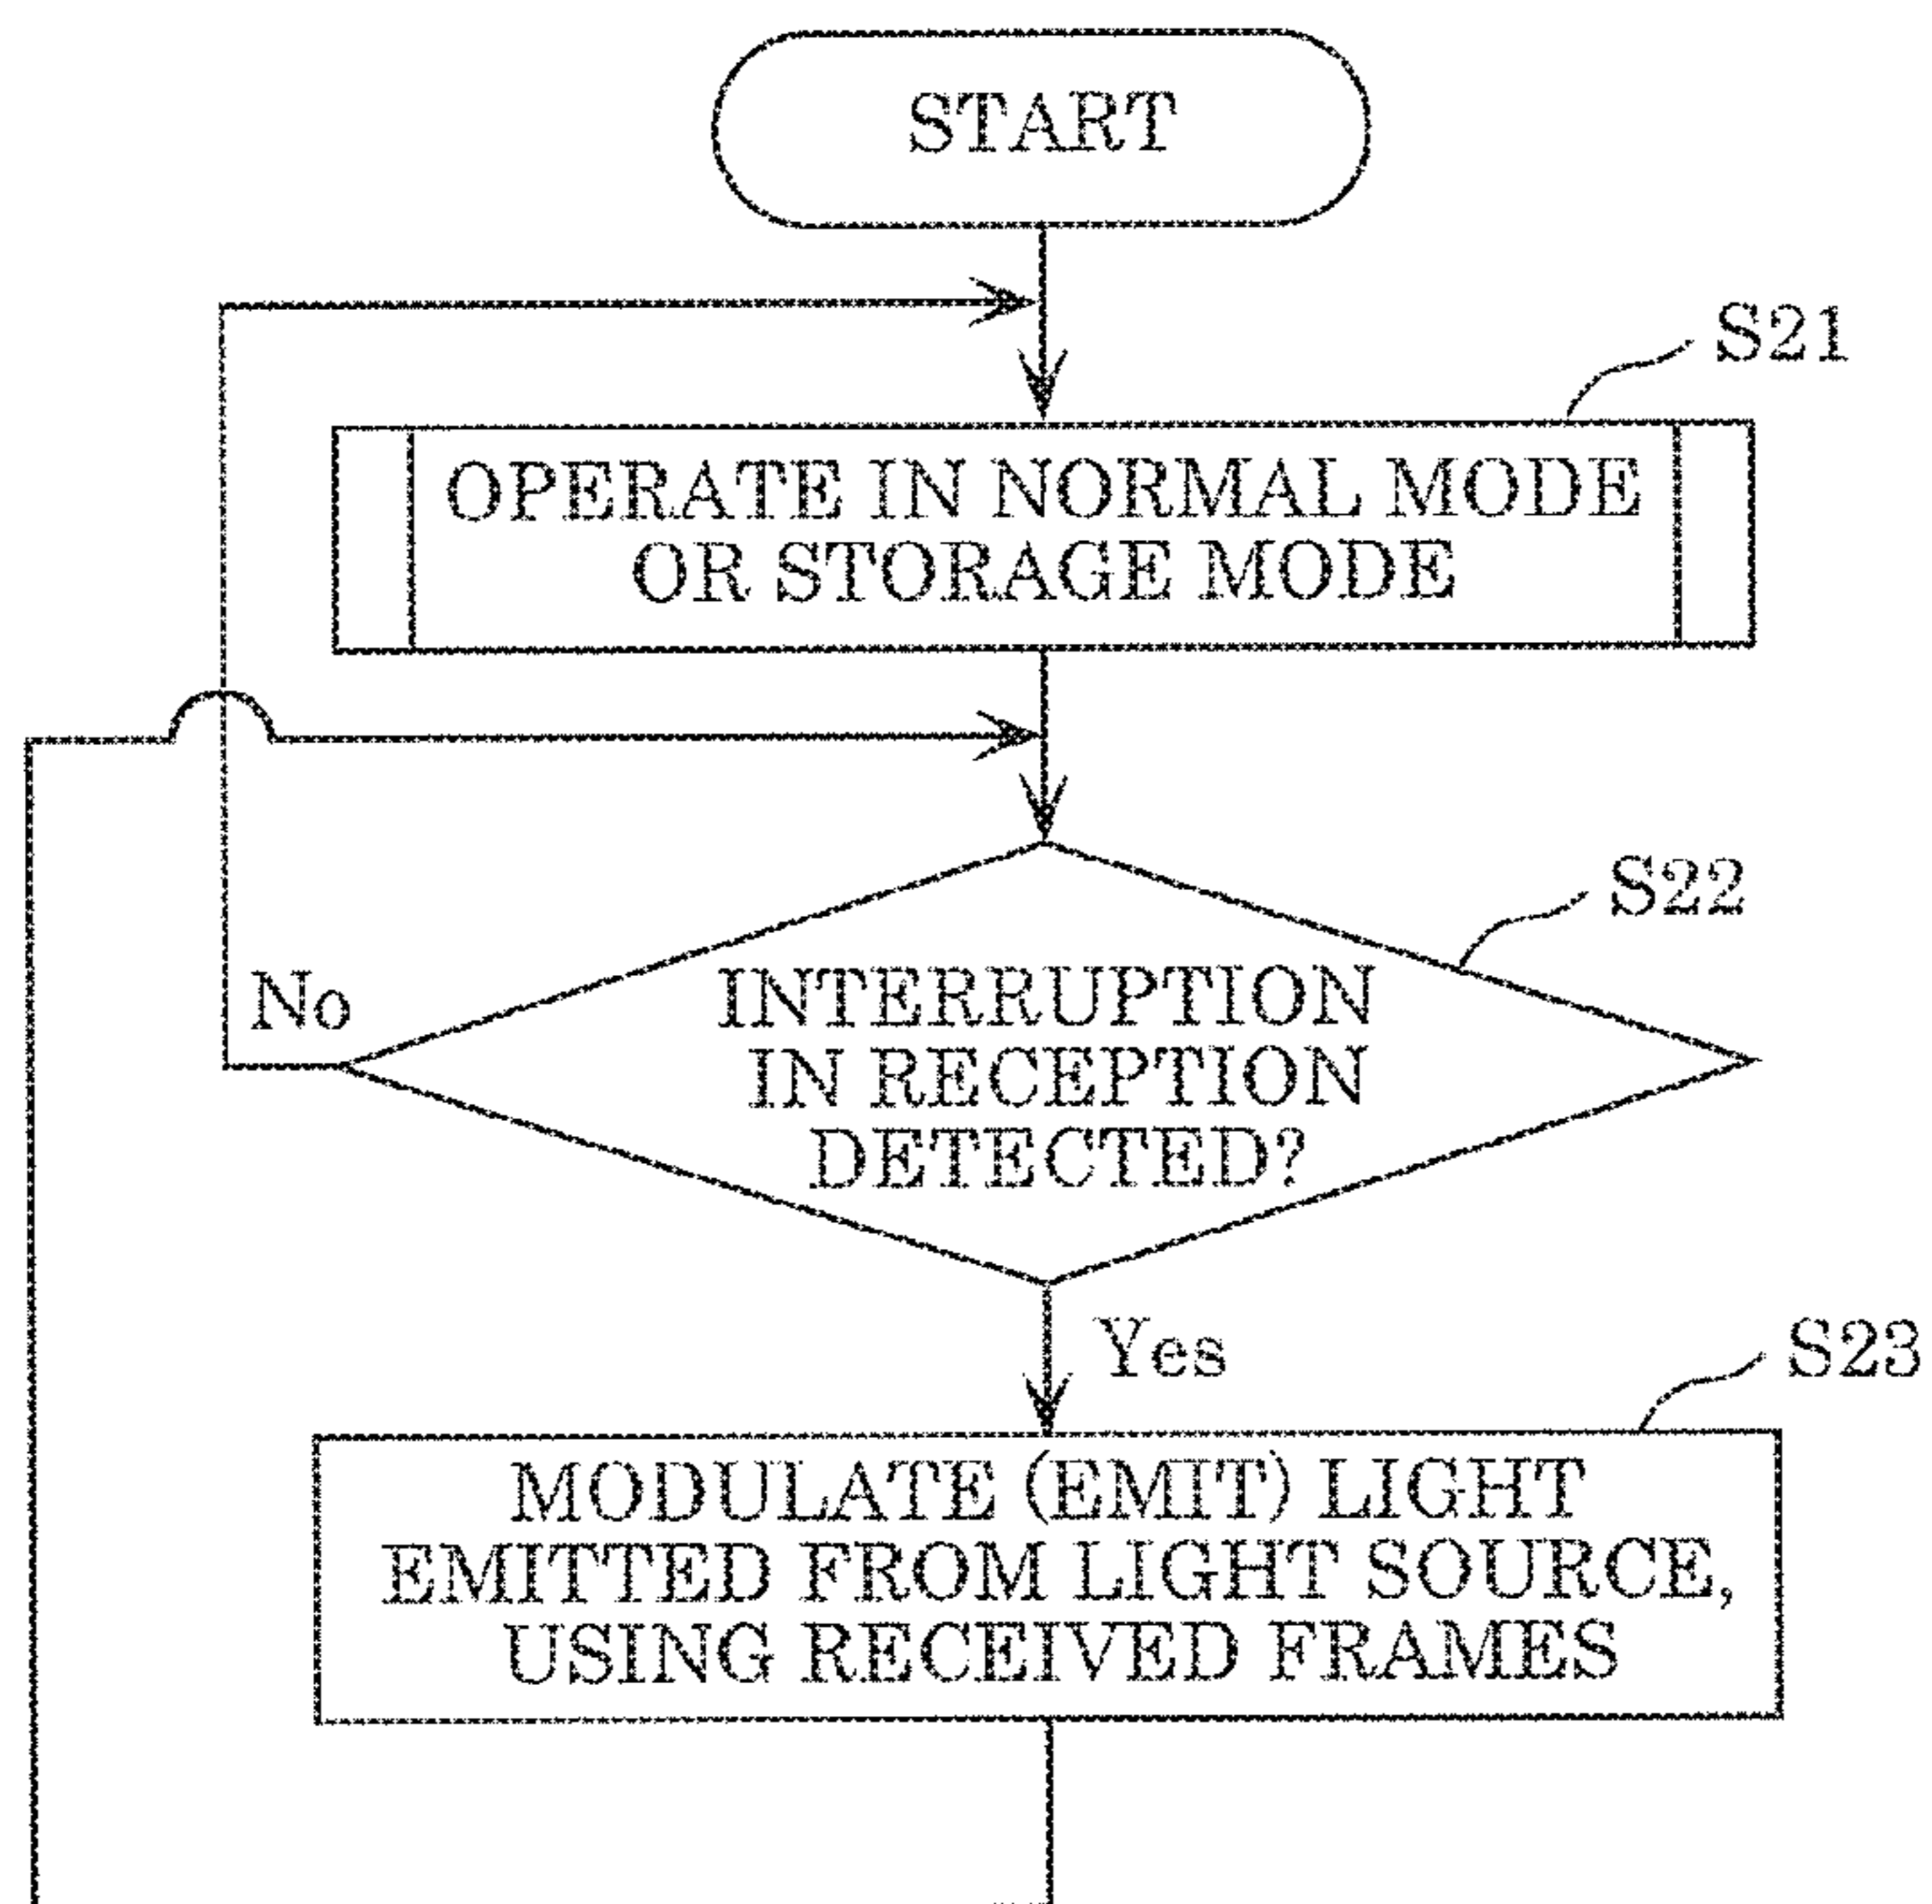 START
S21
OPERATE IN NORMAL MODE
OR STORAGE MODE
S22
No
INTERRUPTION
IN RECEPTION
DETECTED?
Yes
S23
MODULATE (EMIT) LIGHT
EMITTED FROM LIGHT SOURCE,
USING RECEIVED FRAMES